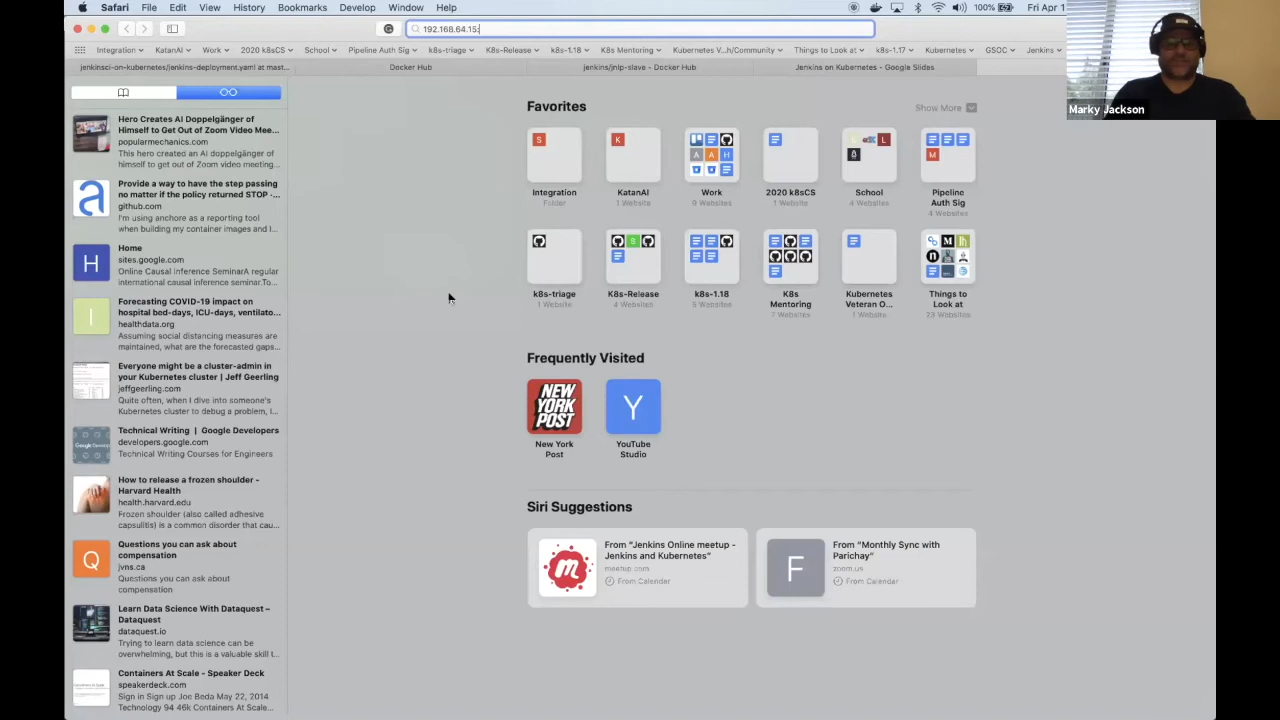 Safari File Edit View History Bookmarks Develop Window Help 100% Fri Apr 1
192.168.64.15:
Integration KatanAI Work 2020 k8sCS School Pipeline Auth Sig k8s-triage K8s-Release k8s-1.18 K8s Mentoring Kubernetes V...h/Community Things to Look at k8s-1.17 Kubernetes GSOC Jenkins
jenkinsci-on-kubernetes/jenkins-deployment.yaml at mast... Docker Hub jenkins/jnlp-slave - Docker Hub Jenkins on Kubernetes - Google Slides
Marky Jackson
Hero Creates AI Doppelgänger of
Himself to Get Out of Zoom Video Mee...
popularmechanics.com
This hero created an AI doppelgänger of
himself to get out of Zoom video meeting...
Provide a way to have the step passing
no matter if the policy returned STOP ·...
github.com
I'm using anchore as a reporting tool
when building my container images and I...
H
Home
sites.google.com
Online Causal Inference SeminarA regular
international causal inference seminar.To...
I
Forecasting COVID-19 impact on
hospital bed-days, ICU-days, ventilato...
healthdata.org
Assuming social distancing measures are
maintained, what are the forecasted gaps...
Everyone might be a cluster-admin in
your Kubernetes cluster | Jeff Geerling
jeffgeerling.com
Quite often, when I dive into someone's
Kubernetes cluster to debug a problem, I...
Technical Writing | Google Developers
developers.google.com
Technical Writing Courses for Engineers
How to release a frozen shoulder -
Harvard Health
health.harvard.edu
Frozen shoulder (also called adhesive
capsulitis) is a common disorder that cau...
Q
Questions you can ask about
compensation
jvns.ca
Questions you can ask about
compensation
Learn Data Science With Dataquest –
Dataquest
dataquest.io
Trying to learn data science can be
overwhelming, but this is a valuable skill t...
Containers At Scale - Speaker Deck
speakerdeck.com
Sign in Sign up Joe Beda May 22, 2014
Technology 94 46k Containers At Scale...
Favorites
Show More
Integration
Folder
KatanAI
1 Website
Work
9 Websites
2020 k8sCS
1 Website
School
4 Websites
Pipeline
Auth Sig
4 Websites
k8s-triage
1 Website
K8s-Release
4 Websites
k8s-1.18
5 Websites
K8s
Mentoring
7 Websites
Kubernetes
Veteran O...
1 Website
Things to
Look at
23 Websites
Frequently Visited
NEW
YORK
POST
New York
Post
Y
YouTube
Studio
Siri Suggestions
m
From “Jenkins Online meetup -
Jenkins and Kubernetes”
meetup.com
From Calendar
F
From “Monthly Sync with
Parichay”
zoom.us
From Calendar